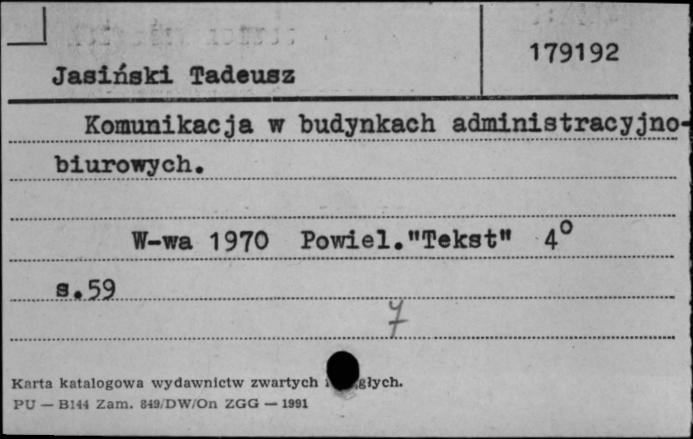 179192
Jasiński Tadeusz
Komunikacja w budynkach administracyjno-
biurowych.
W-wa 1970 Powiel."Tekst" 4°
s.59
7
Karta katalogowa wydawnictw zwartych
PU — B144 Zam. 849/DW/On ZGG — 1991